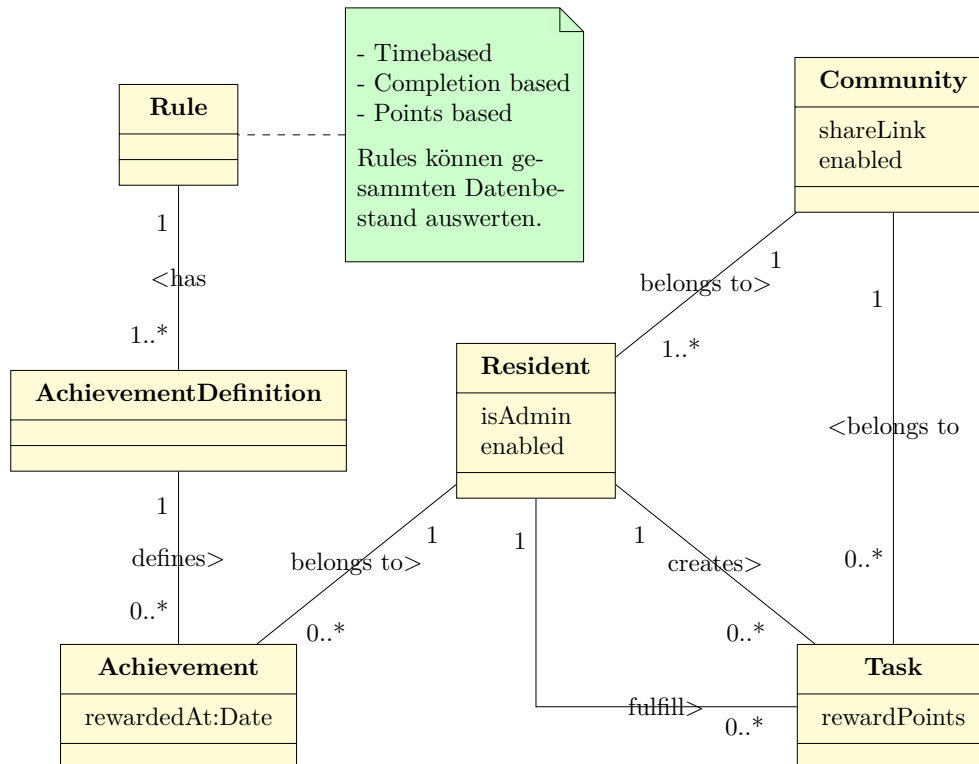 - Timebased
- Completion based
- Points based
Rules können ge-
sammten Datenbe-
stand auswerten.
Rule
Community
shareLink
enabled
1
<has
1..*
1
belongs to>
1..*
1
<belongs to
0..*
AchievementDefinition
Resident
isAdmin
enabled
1
defines>
0..*
1
belongs to>
0..*
1
fulfill>
0..*
1
creates>
0..*
Achievement
rewardedAt:Date
Task
rewardPoints